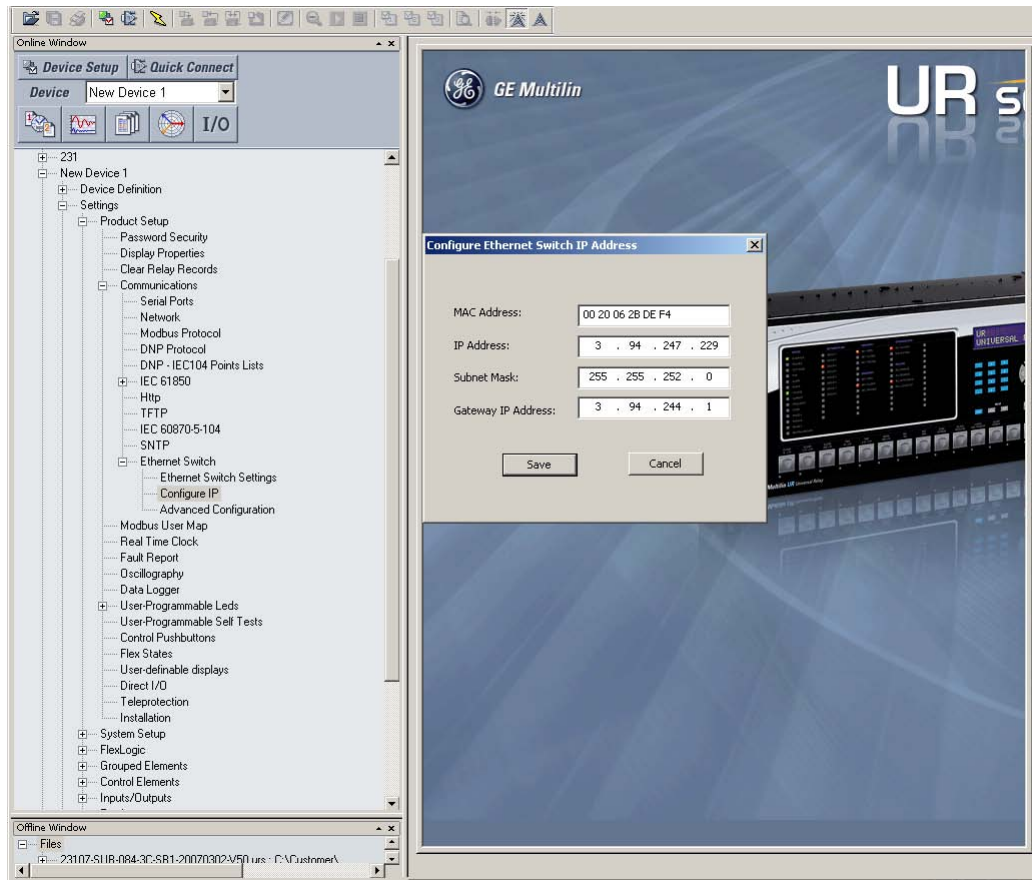 Online Window
Device Setup Quick Connect
Device New Device 1
I/O
231
New Device 1
Device Definition
Settings
Product Setup
Password Security
Display Properties
Clear Relay Records
Communications
Serial Ports
Network
Modbus Protocol
DNP Protocol
DNP - IEC104 Points Lists
IEC 61850
Http
TFTP
IEC 60870-5-104
SNTP
Ethernet Switch
Ethernet Switch Settings
Configure IP
Advanced Configuration
Modbus User Map
Real Time Clock
Fault Report
Oscillography
Data Logger
User-Programmable Leds
User-Programmable Self Tests
Control Pushbuttons
Flex States
User-definable displays
Direct I/O
Teleprotection
Installation
System Setup
FlexLogic
Grouped Elements
Control Elements
Inputs/Outputs
Offline Window
Files
23107-SUB-084-3C-SB1-20070302-V50.urs : C:\Customer\
GE Multilin
UR se
Configure Ethernet Switch IP Address
MAC Address: 00 20 06 2B DE F4
IP Address: 3 . 94 . 247 . 229
Subnet Mask: 255 . 255 . 252 . 0
Gateway IP Address: 3 . 94 . 244 . 1
Save Cancel
UR
UNIVERSAL